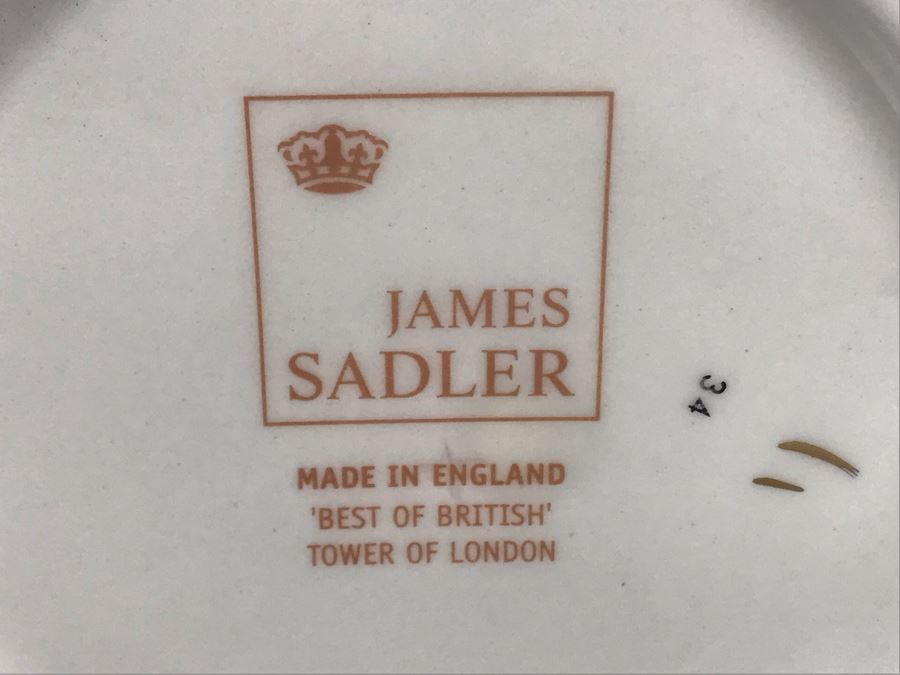 JAMES
SADLER
MADE IN ENGLAND
'BEST OF BRITISH'
TOWER OF LONDON
34